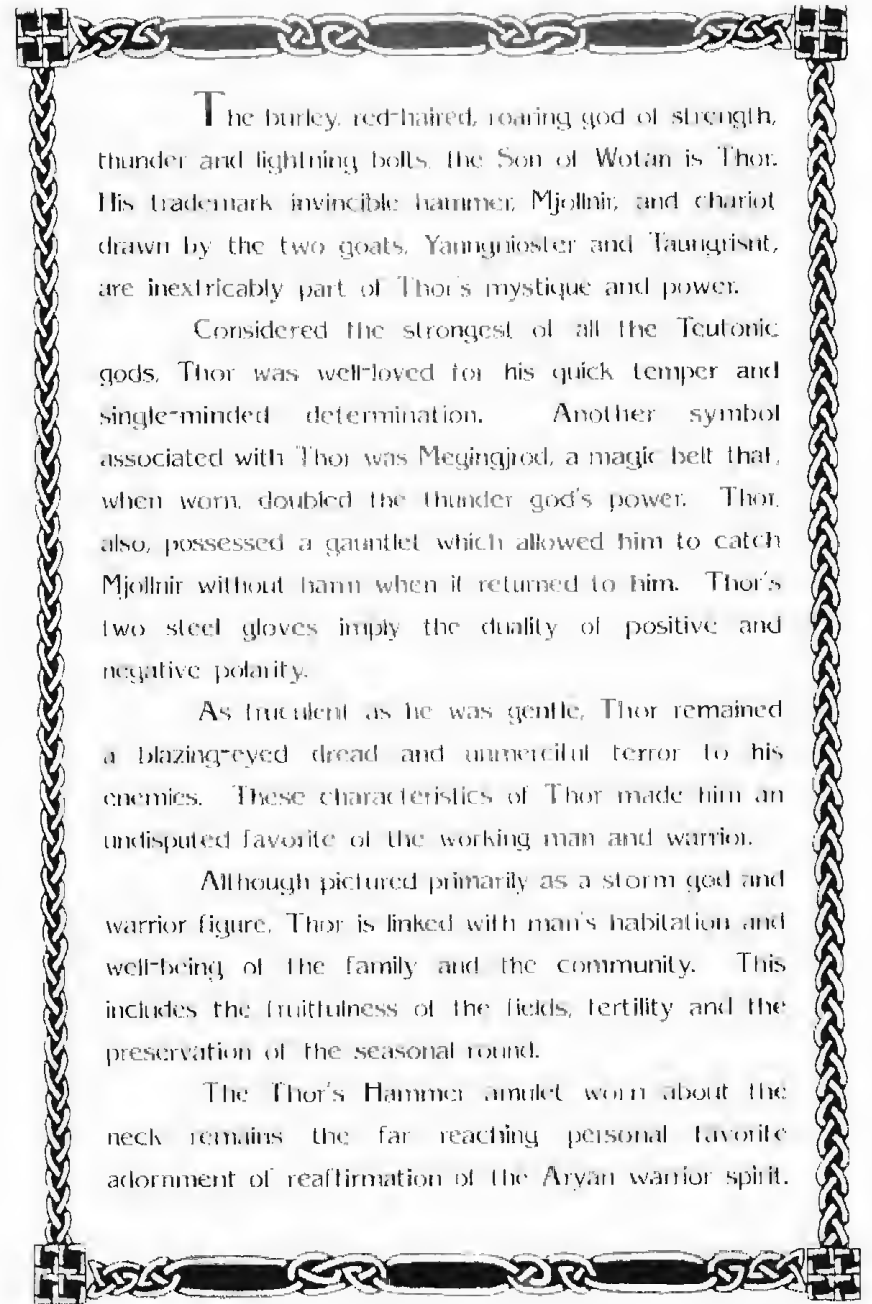 The burley, red-haired, roaring god of strength,
thunder and lightning bolts, the Son of Wotan is Thor.
His trademark invincible hammer, Mjollnir, and chariot
drawn by the two goats, and
are inextricably part of Thor's mystique and power.
Considered the strongest of all the Teutonic
gods, Thor was well-loved for his quick temper and
single-minded determination. Another symbol
associated with Thor was Megingjrod, a magic belt that,
when worn, doubled the thunder god's power. Thor,
also, possessed a gauntlet which allowed him to catch
Mjollnir without harm when it returned to him. Thor's
two steel gloves imply the duality of positive and
negative polarity.
As truculent as he was gentle, Thor remained
a blazing-eyed dread and unmerciful terror to his
enemies. These characteristics of Thor made him an
undisputed favorite of the working man and warrior.
Although pictured primarily as a storm god and
warrior figure, Thor is linked with man's habitation and
well-being of the family and the community. This
includes the fruitfulness of the fields, fertility and the
preservation of the seasonal round.
The Thor's Hammer amulet worn about the
neck remains the far reaching personal favorite
adornment of reaffirmation of the Aryan warrior spirit.